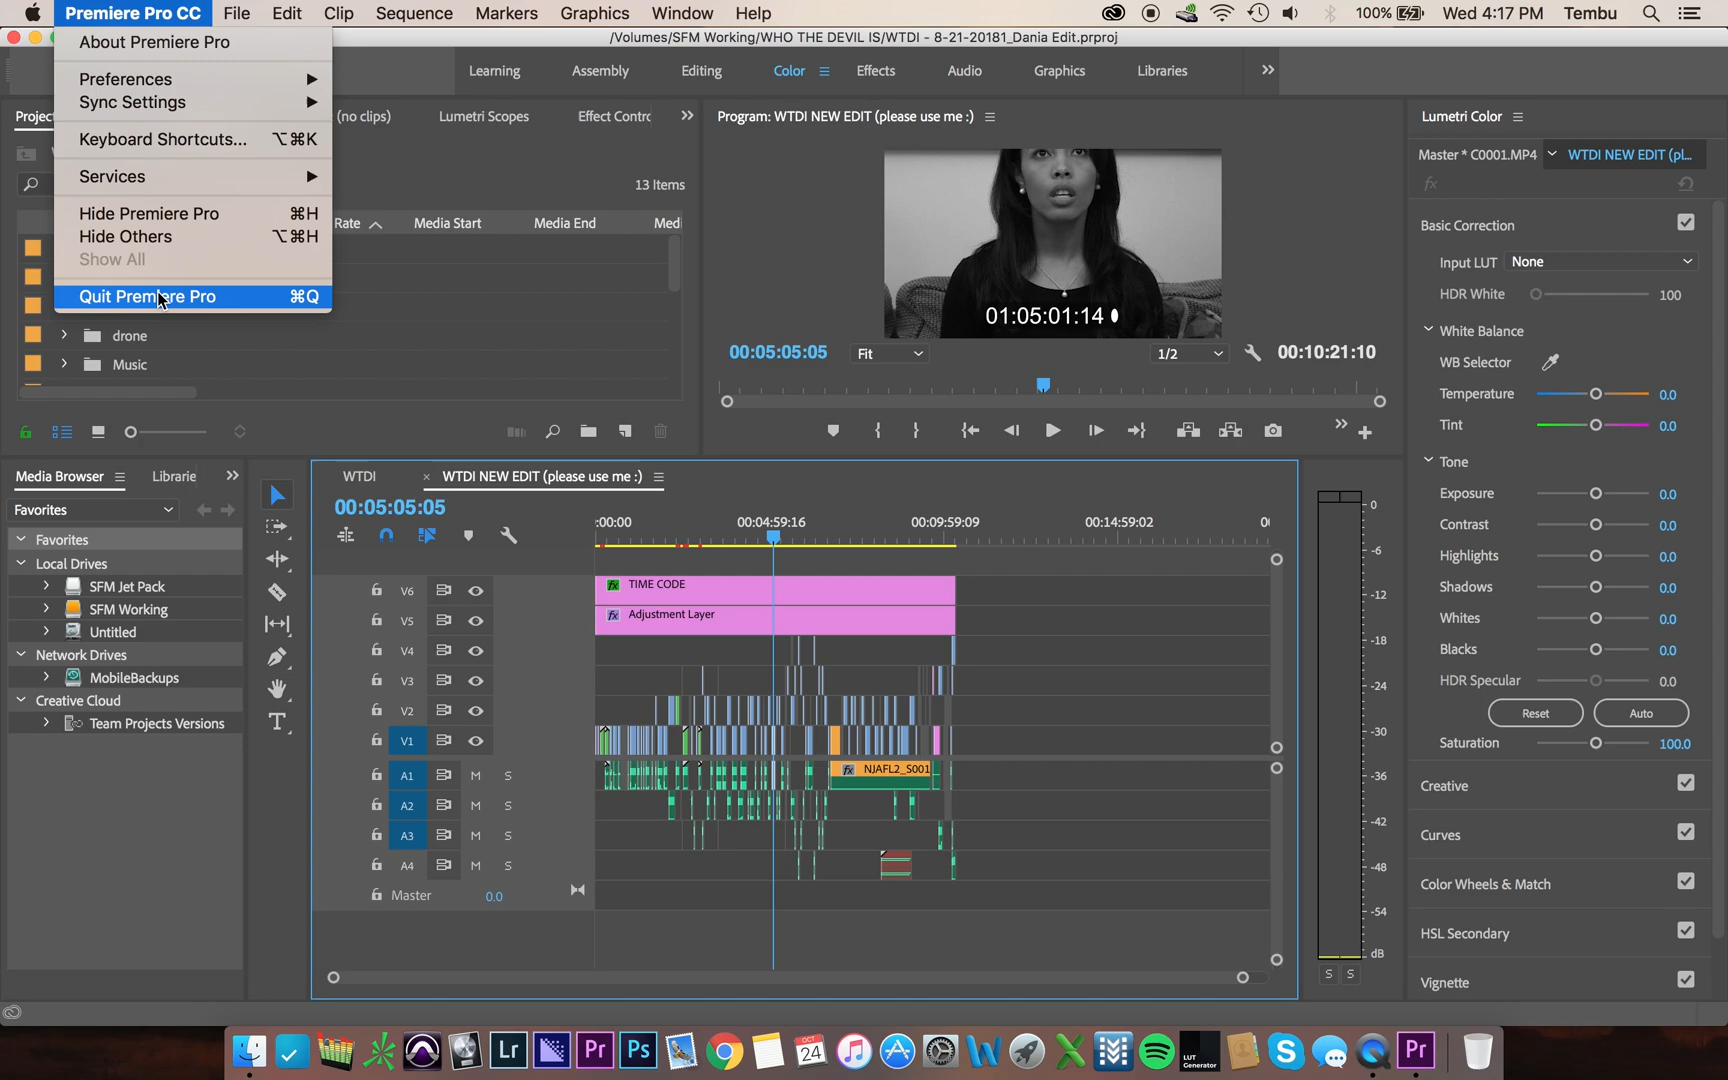 Premiere Pro CC File Edit Clip Sequence Markers Graphics Window Help 100% Wed 4:17 PM Tembu
/Volumes/SFM Working/WHO THE DEVIL IS/WTDI - 8-21-20181_Dania Edit.prproj
About Premiere Pro
Preferences
Sync Settings
Keyboard Shortcuts... ⌥⌘K
Services
Hide Premiere Pro ⌘H
Hide Others ⌥⌘H
Show All
Quit Premiere Pro ⌘Q
Learning Assembly Editing Color Effects Audio Graphics Libraries
Project (no clips) Lumetri Scopes Effect Contro
13 Items
Rate Media Start Media End Medi
drone
Music
Program: WTDI NEW EDIT (please use me :)
01:05:01:14
00:05:05:05 Fit 1/2 00:10:21:10
Lumetri Color
Master * C0001.MP4 WTDI NEW EDIT (pl...
fx
Basic Correction
Input LUT None
HDR White 100
White Balance
WB Selector
Temperature 0.0
Tint 0.0
Tone
Exposure 0.0
Contrast 0.0
Highlights 0.0
Shadows 0.0
Whites 0.0
Blacks 0.0
HDR Specular 0.0
Reset Auto
Saturation 100.0
Creative
Curves
Color Wheels & Match
HSL Secondary
Vignette
Media Browser Librarie
Favorites
Favorites
Local Drives
SFM Jet Pack
SFM Working
Untitled
Network Drives
MobileBackups
Creative Cloud
Team Projects Versions
WTDI × WTDI NEW EDIT (please use me :)
00:05:05:05
:00:00 00:04:59:16 00:09:59:09 00:14:59:02 00
V6 TIME CODE
V5 Adjustment Layer
V4
V3
V2
V1
A1 M S NJAFL2_S001
A2 M S
A3 M S
A4 M S
Master 0.0
0
-6
-12
-18
-24
-30
-36
-42
-48
-54
dB
S S
Lr Pr Ps OCT 24 LUT Generator Pr